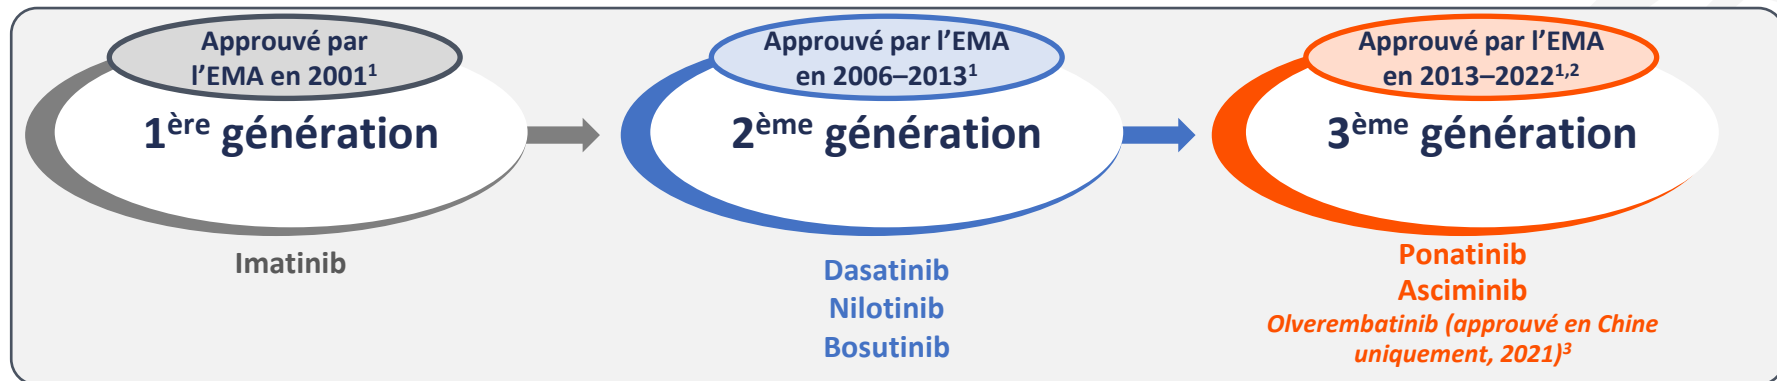 Approuvé par
l’EMA en 2001¹
1ère génération
Imatinib
Approuvé par l’EMA
en 2006–2013¹
2ème génération
Dasatinib
Nilotinib
Bosutinib
Approuvé par l’EMA
en 2013–2022¹,²
3ème génération
Ponatinib
Asciminib
Olverembatinib (approuvé en Chine
uniquement, 2021)³